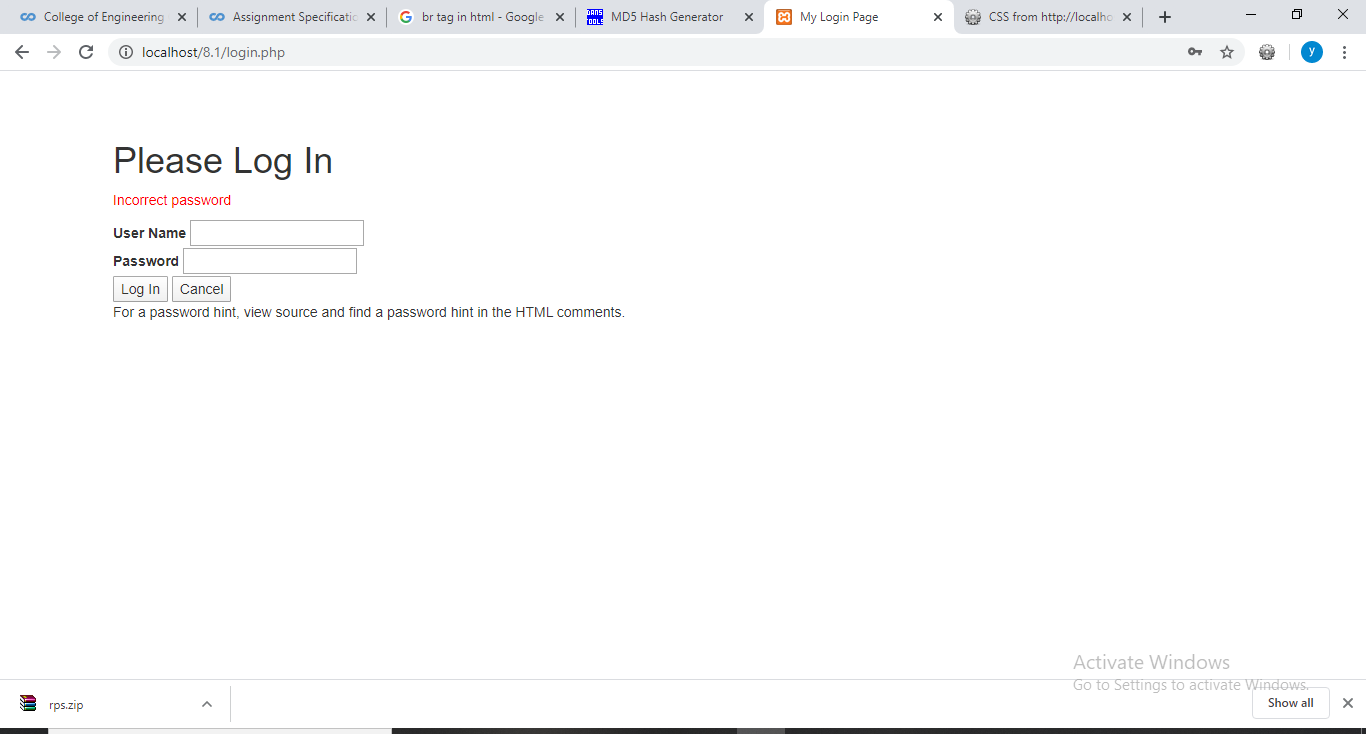 College of Engineering
Assignment Specificatio
br tag in html - Google
MD5 Hash Generator
My Login Page
CSS from http://localho
localhost/8.1/login.php
y
Please Log In
Incorrect password
User Name
Password
Log In Cancel
For a password hint, view source and find a password hint in the HTML comments.
Activate Windows
Go to Settings to activate Windows.
rps.zip
Show all